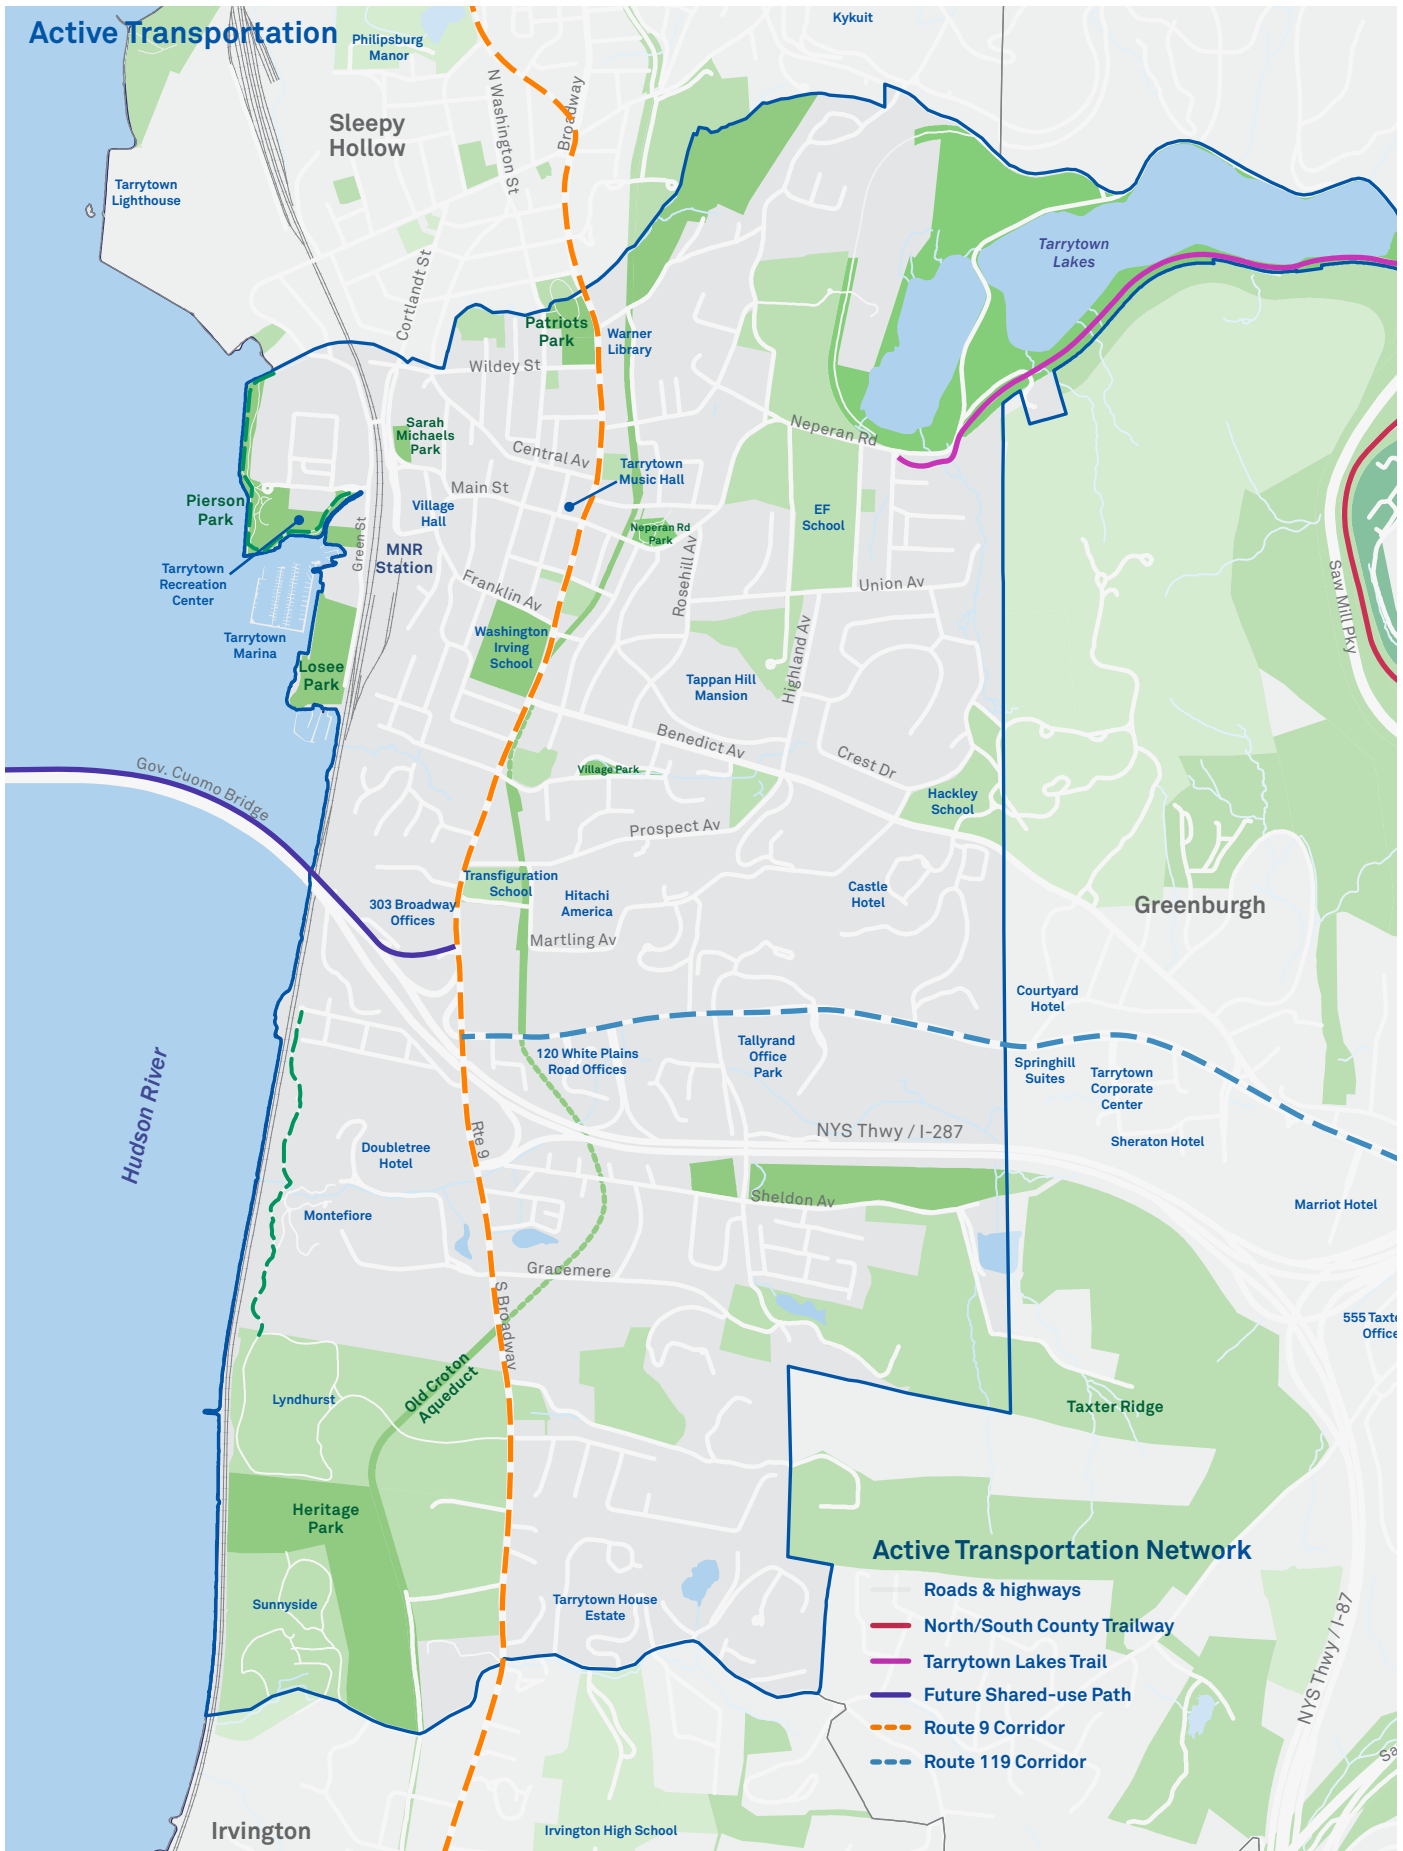 Active Transportation
Kykuit
Philipsburg
Manor
N Washington St
Broadway
Sleepy
Hollow
Tarrytown
Lighthouse
Tarrytown
Lakes
Cortlandt St
Patriots
Park
Warner
Library
Wildey St
Sarah
Michaels
Park
Neperan Rd
Central Av
Tarrytown
Music Hall
Main St
Pierson
Park
Village
Hall
EF
School
Green St
Neperan Rd
Park
MNR
Station
Rosehill Av
Tarrytown
Recreation
Center
Franklin Av
Union Av
Saw Mill Pky
Tarrytown
Marina
Washington
Irving
School
Highland Av
Losee
Park
Tappan Hill
Mansion
Benedict Av
Crest Dr
Gov. Cuomo Bridge
Village Park
Hackley
School
Prospect Av
Transfiguration
School
303 Broadway
Offices
Hitachi
America
Castle
Hotel
Greenburgh
Martling Av
Courtyard
Hotel
120 White Plains
Road Offices
Tallyrand
Office
Park
Springhill
Suites
Tarrytown
Corporate
Center
Hudson River
Rte 9
NYS Thwy / I-287
Sheraton Hotel
Doubletree
Hotel
Sheldon Av
Marriot Hotel
Montefiore
Gracemere
S Broadway
555 Taxte
Office
Old Croton
Aqueduct
Lyndhurst
Taxter Ridge
Heritage
Park
Sunnyside
Tarrytown House
Estate
Active Transportation Network
Roads & highways
North/South County Trailway
Tarrytown Lakes Trail
Future Shared-use Path
Route 9 Corridor
Route 119 Corridor
NYS Thwy / I-87
Sa
Irvington
Irvington High School